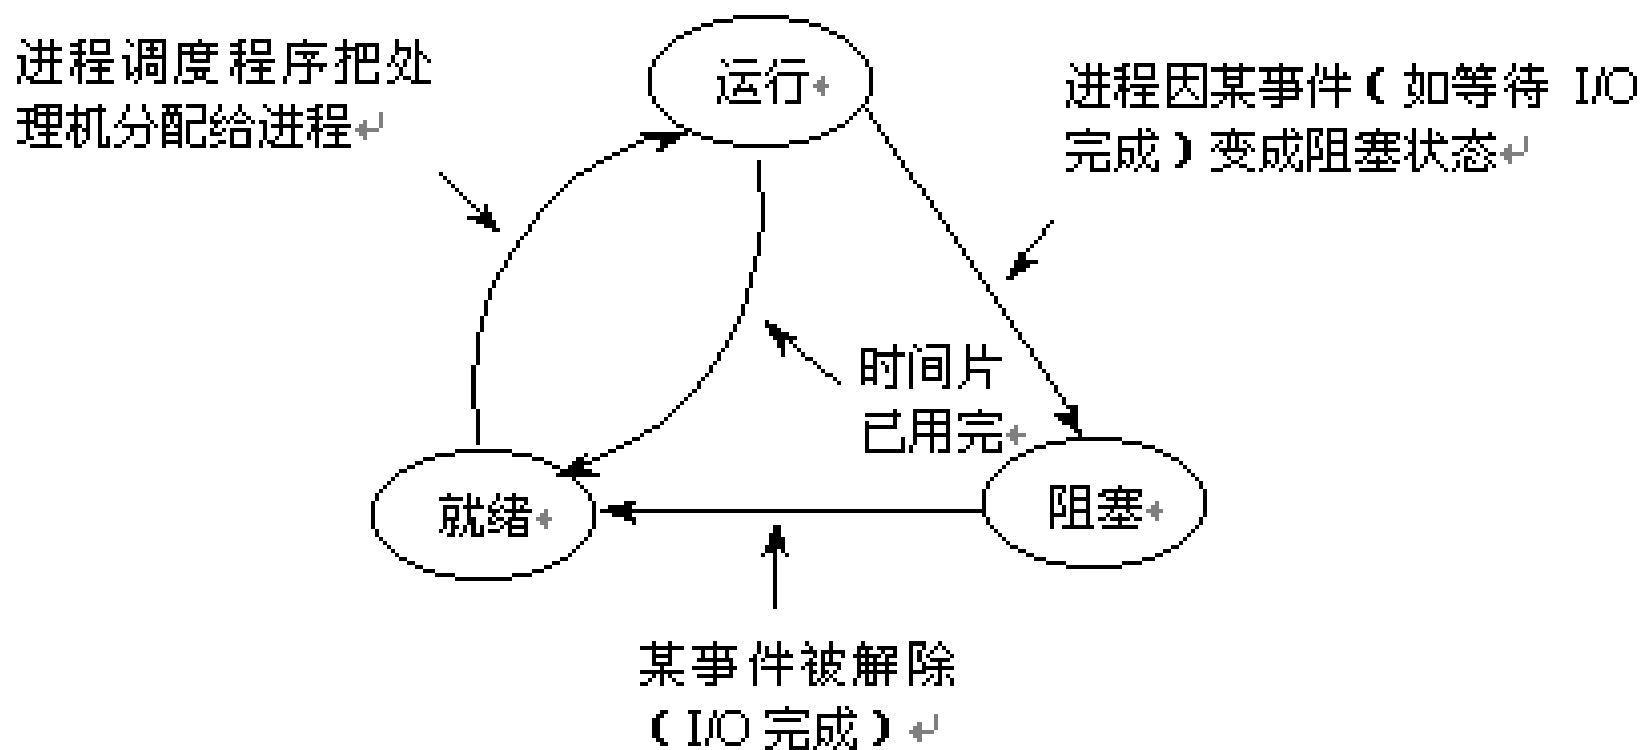 进程调度程序把处
理机分配给进程
运行
进程因某事件(如等待 I/O
完成)变成阻塞状态
时间片
已用完
就绪
阻塞
某事件被解除
(I/O 完成)